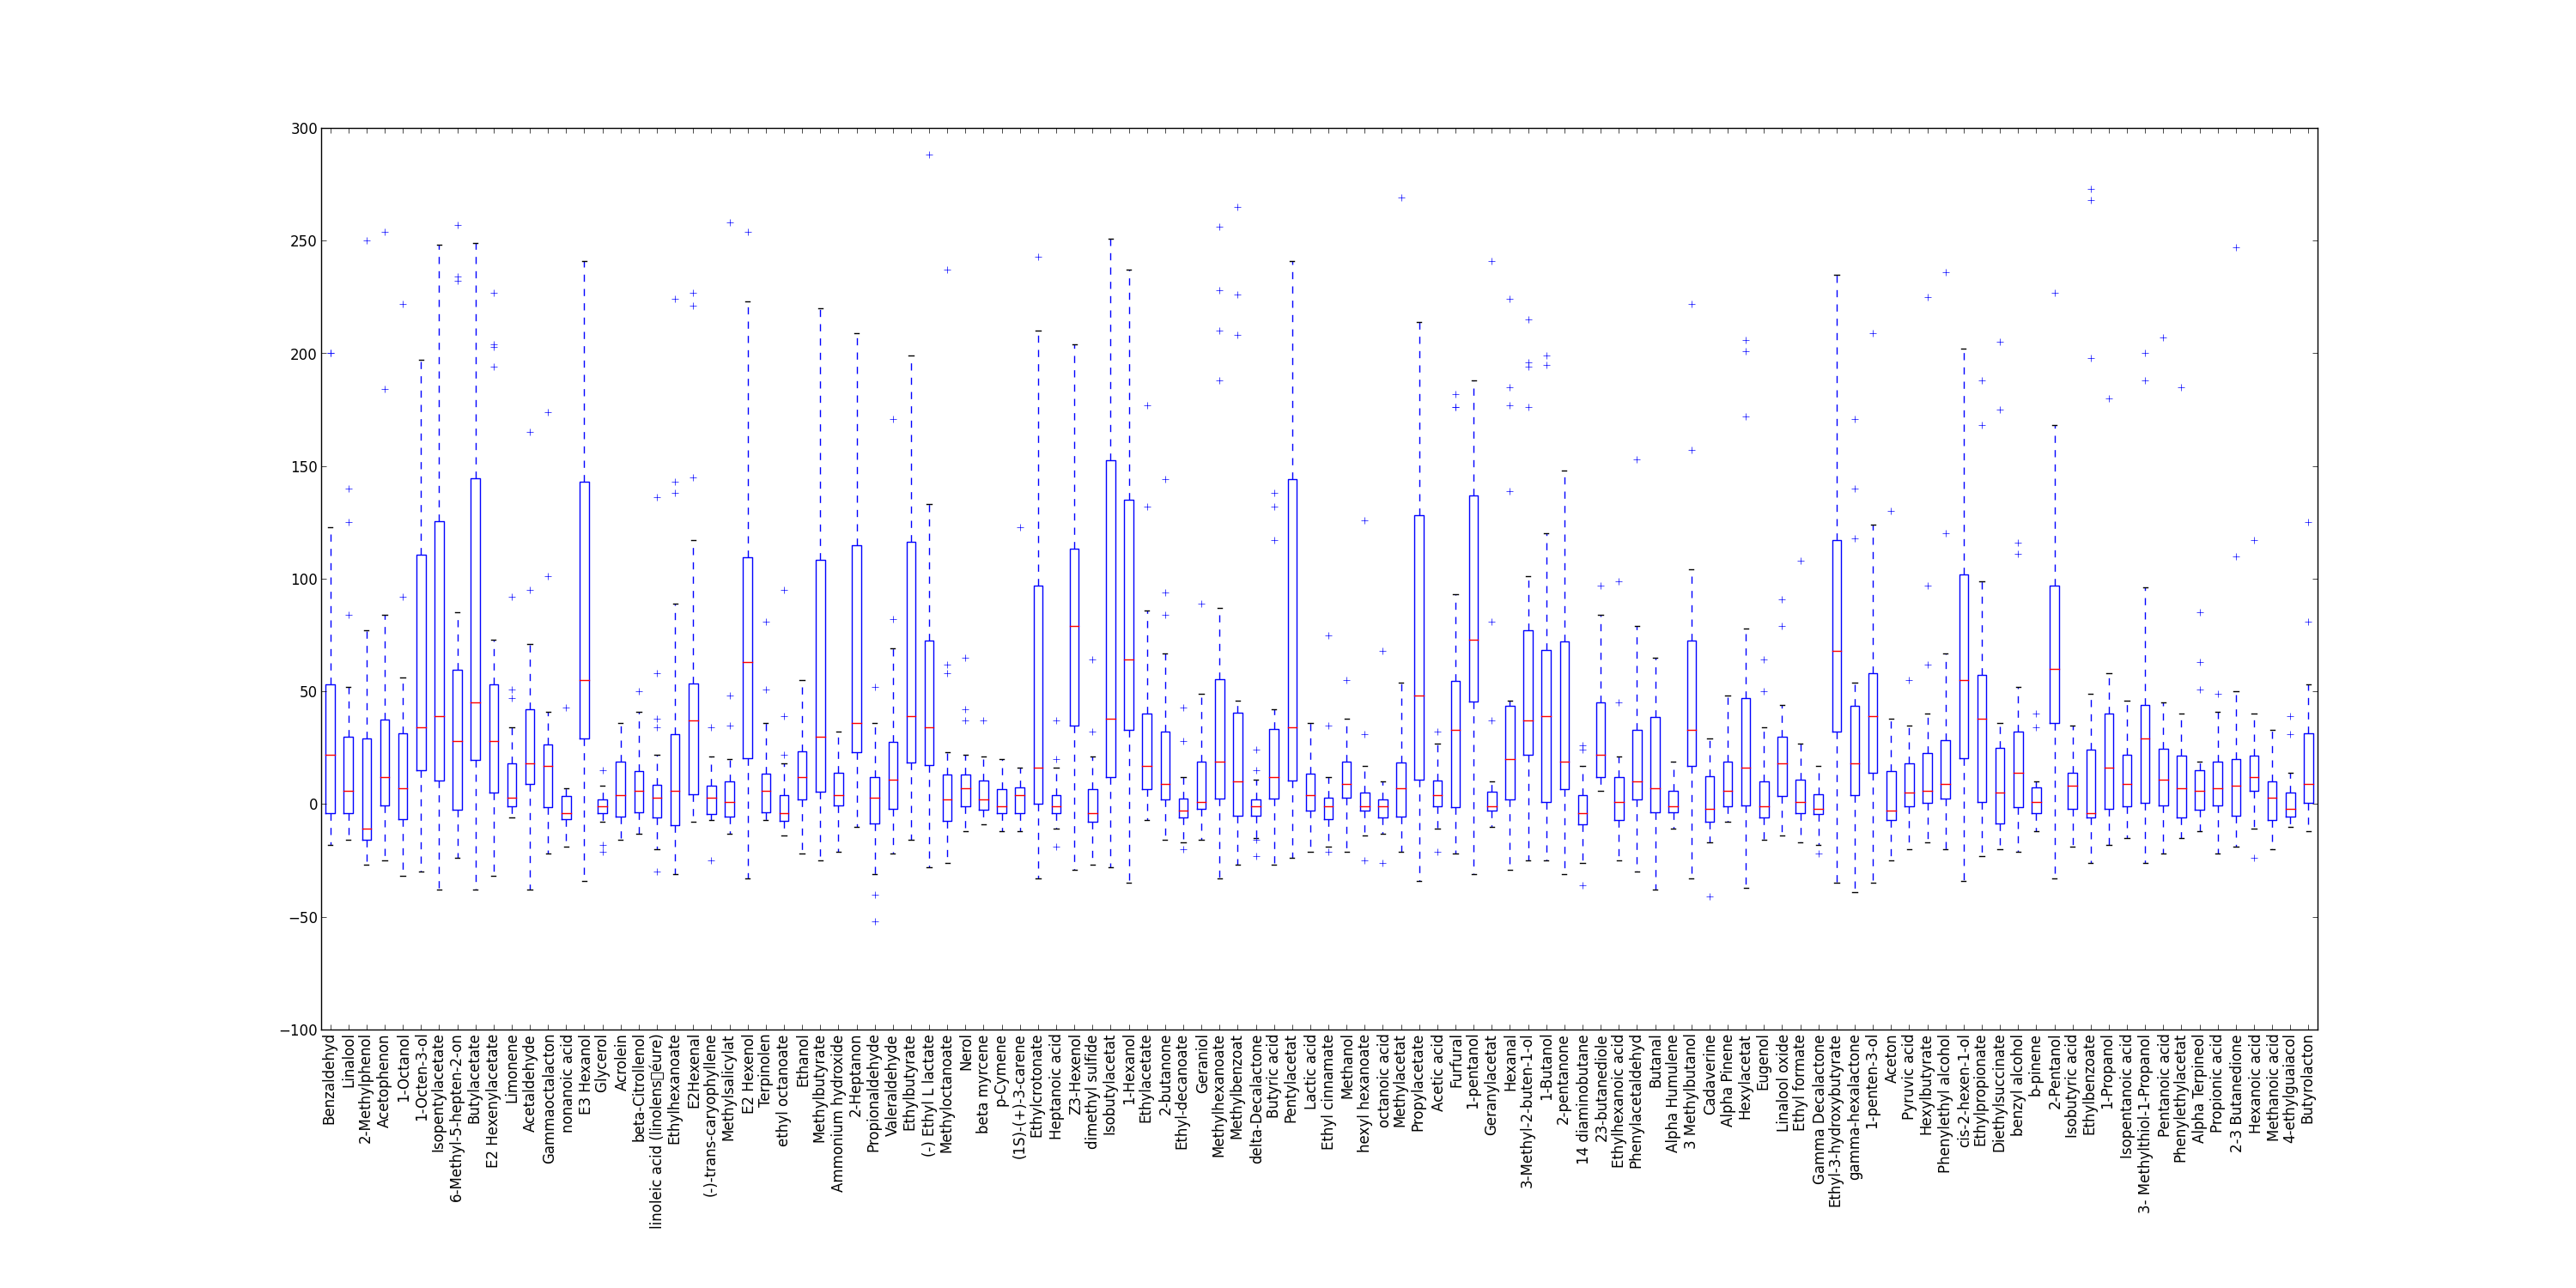 300
250
200
150
100
50
0
−50
−100
Benzaldehyd
Linalool
2-Methylphenol
Acetophenon
1-Octanol
1-Octen-3-ol
Isopentylacetate
6-Methyl-5-hepten-2-on
Butylacetate
E2 Hexenylacetate
Limonene
Acetaldehyde
Gammaoctalacton
nonanoic acid
E3 Hexanol
Glycerol
Acrolein
beta-Citrollenol
linoleic acid (linolens□éure)
Ethylhexanoate
E2Hexenal
(-)-trans-caryophyllene
Methylsalicylat
E2 Hexenol
Terpinolen
ethyl octanoate
Ethanol
Methylbutyrate
Ammonium hydroxide
2-Heptanon
Propionaldehyde
Valeraldehyde
Ethylbutyrate
(-) Ethyl L lactate
Methyloctanoate
Nerol
beta myrcene
p-Cymene
(1S)-(+)-3-carene
Ethylcrotonate
Heptanoic acid
Z3-Hexenol
dimethyl sulfide
Isobutylacetat
1-Hexanol
Ethylacetate
2-butanone
Ethyl-decanoate
Geraniol
Methylhexanoate
Methylbenzoat
delta-Decalactone
Butyric acid
Pentylacetat
Lactic acid
Ethyl cinnamate
Methanol
hexyl hexanoate
octanoic acid
Methylacetat
Propylacetate
Acetic acid
Furfural
1-pentanol
Geranylacetat
Hexanal
3-Methyl-2-buten-1-ol
1-Butanol
2-pentanone
14 diaminobutane
23-butanediole
Ethylhexanoic acid
Phenylacetaldehyd
Butanal
Alpha Humulene
3 Methylbutanol
Cadaverine
Alpha Pinene
Hexylacetat
Eugenol
Linalool oxide
Ethyl formate
Gamma Decalactone
Ethyl-3-hydroxybutyrate
gamma-hexalactone
1-penten-3-ol
Aceton
Pyruvic acid
Hexylbutyrate
Phenylethyl alcohol
cis-2-hexen-1-ol
Ethylpropionate
Diethylsuccinate
benzyl alcohol
b-pinene
2-Pentanol
Isobutyric acid
Ethylbenzoate
1-Propanol
Isopentanoic acid
3- Methylthiol-1-Propanol
Pentanoic acid
Phenylethylacetat
Alpha Terpineol
Propionic acid
2-3 Butanedione
Hexanoic acid
Methanoic acid
4-ethylguaiacol
Butyrolacton